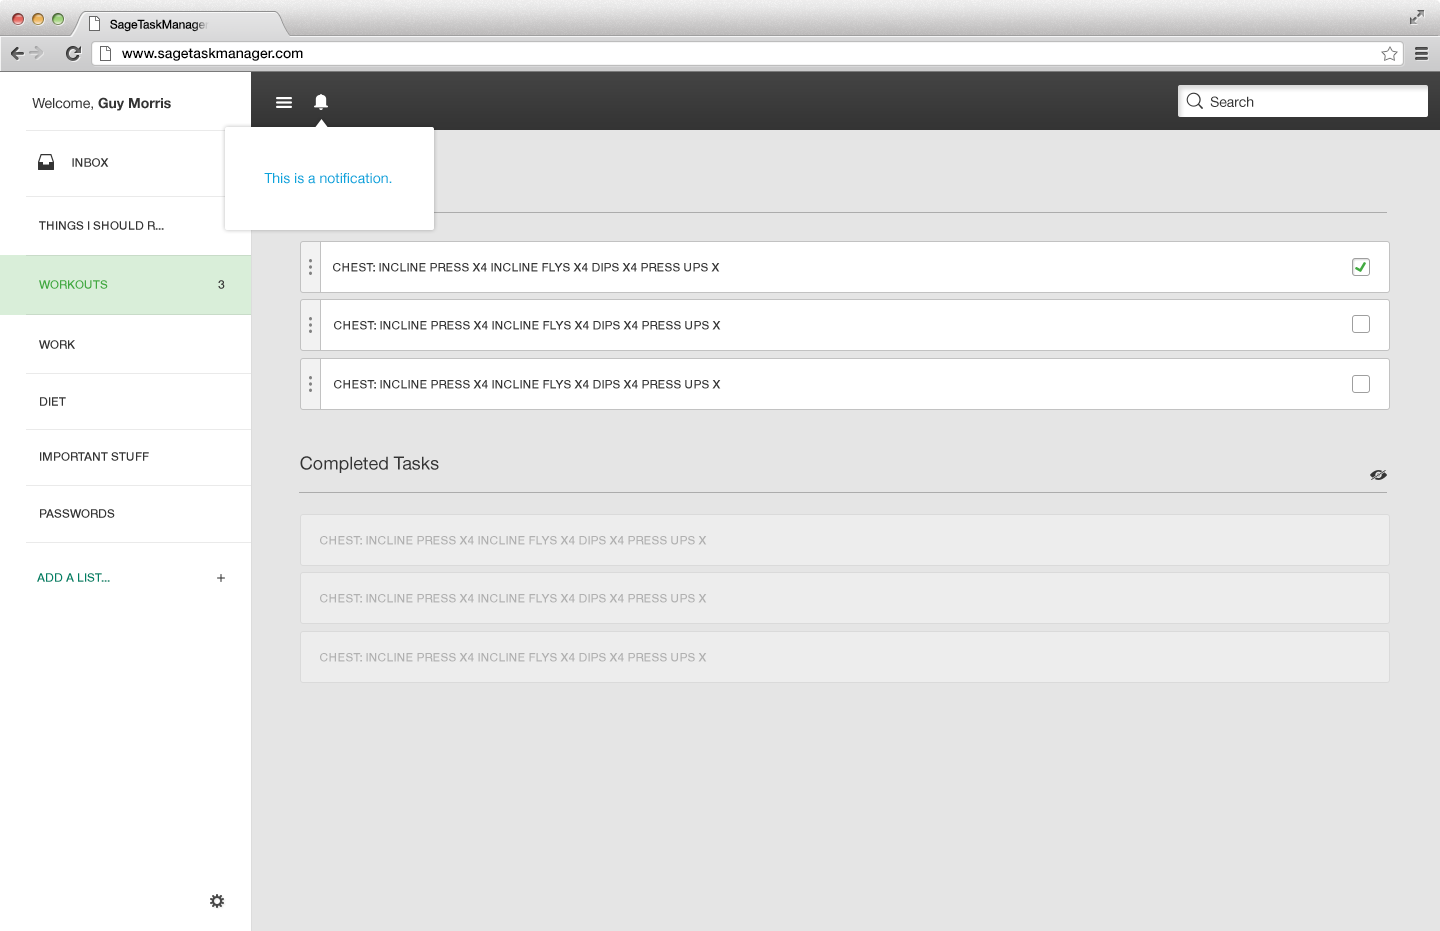 SageTaskManage
www.sagetaskmanager.com
Welcome, Guy Morris
Search
INBOX
This is a notification.
THINGS I SHOULD R...
WORKOUTS 3
WORK
DIET
IMPORTANT STUFF
PASSWORDS
ADD A LIST... +
CHEST: INCLINE PRESS X4 INCLINE FLYS X4 DIPS X4 PRESS UPS X
CHEST: INCLINE PRESS X4 INCLINE FLYS X4 DIPS X4 PRESS UPS X
CHEST: INCLINE PRESS X4 INCLINE FLYS X4 DIPS X4 PRESS UPS X
Completed Tasks
CHEST: INCLINE PRESS X4 INCLINE FLYS X4 DIPS X4 PRESS UPS X
CHEST: INCLINE PRESS X4 INCLINE FLYS X4 DIPS X4 PRESS UPS X
CHEST: INCLINE PRESS X4 INCLINE FLYS X4 DIPS X4 PRESS UPS X